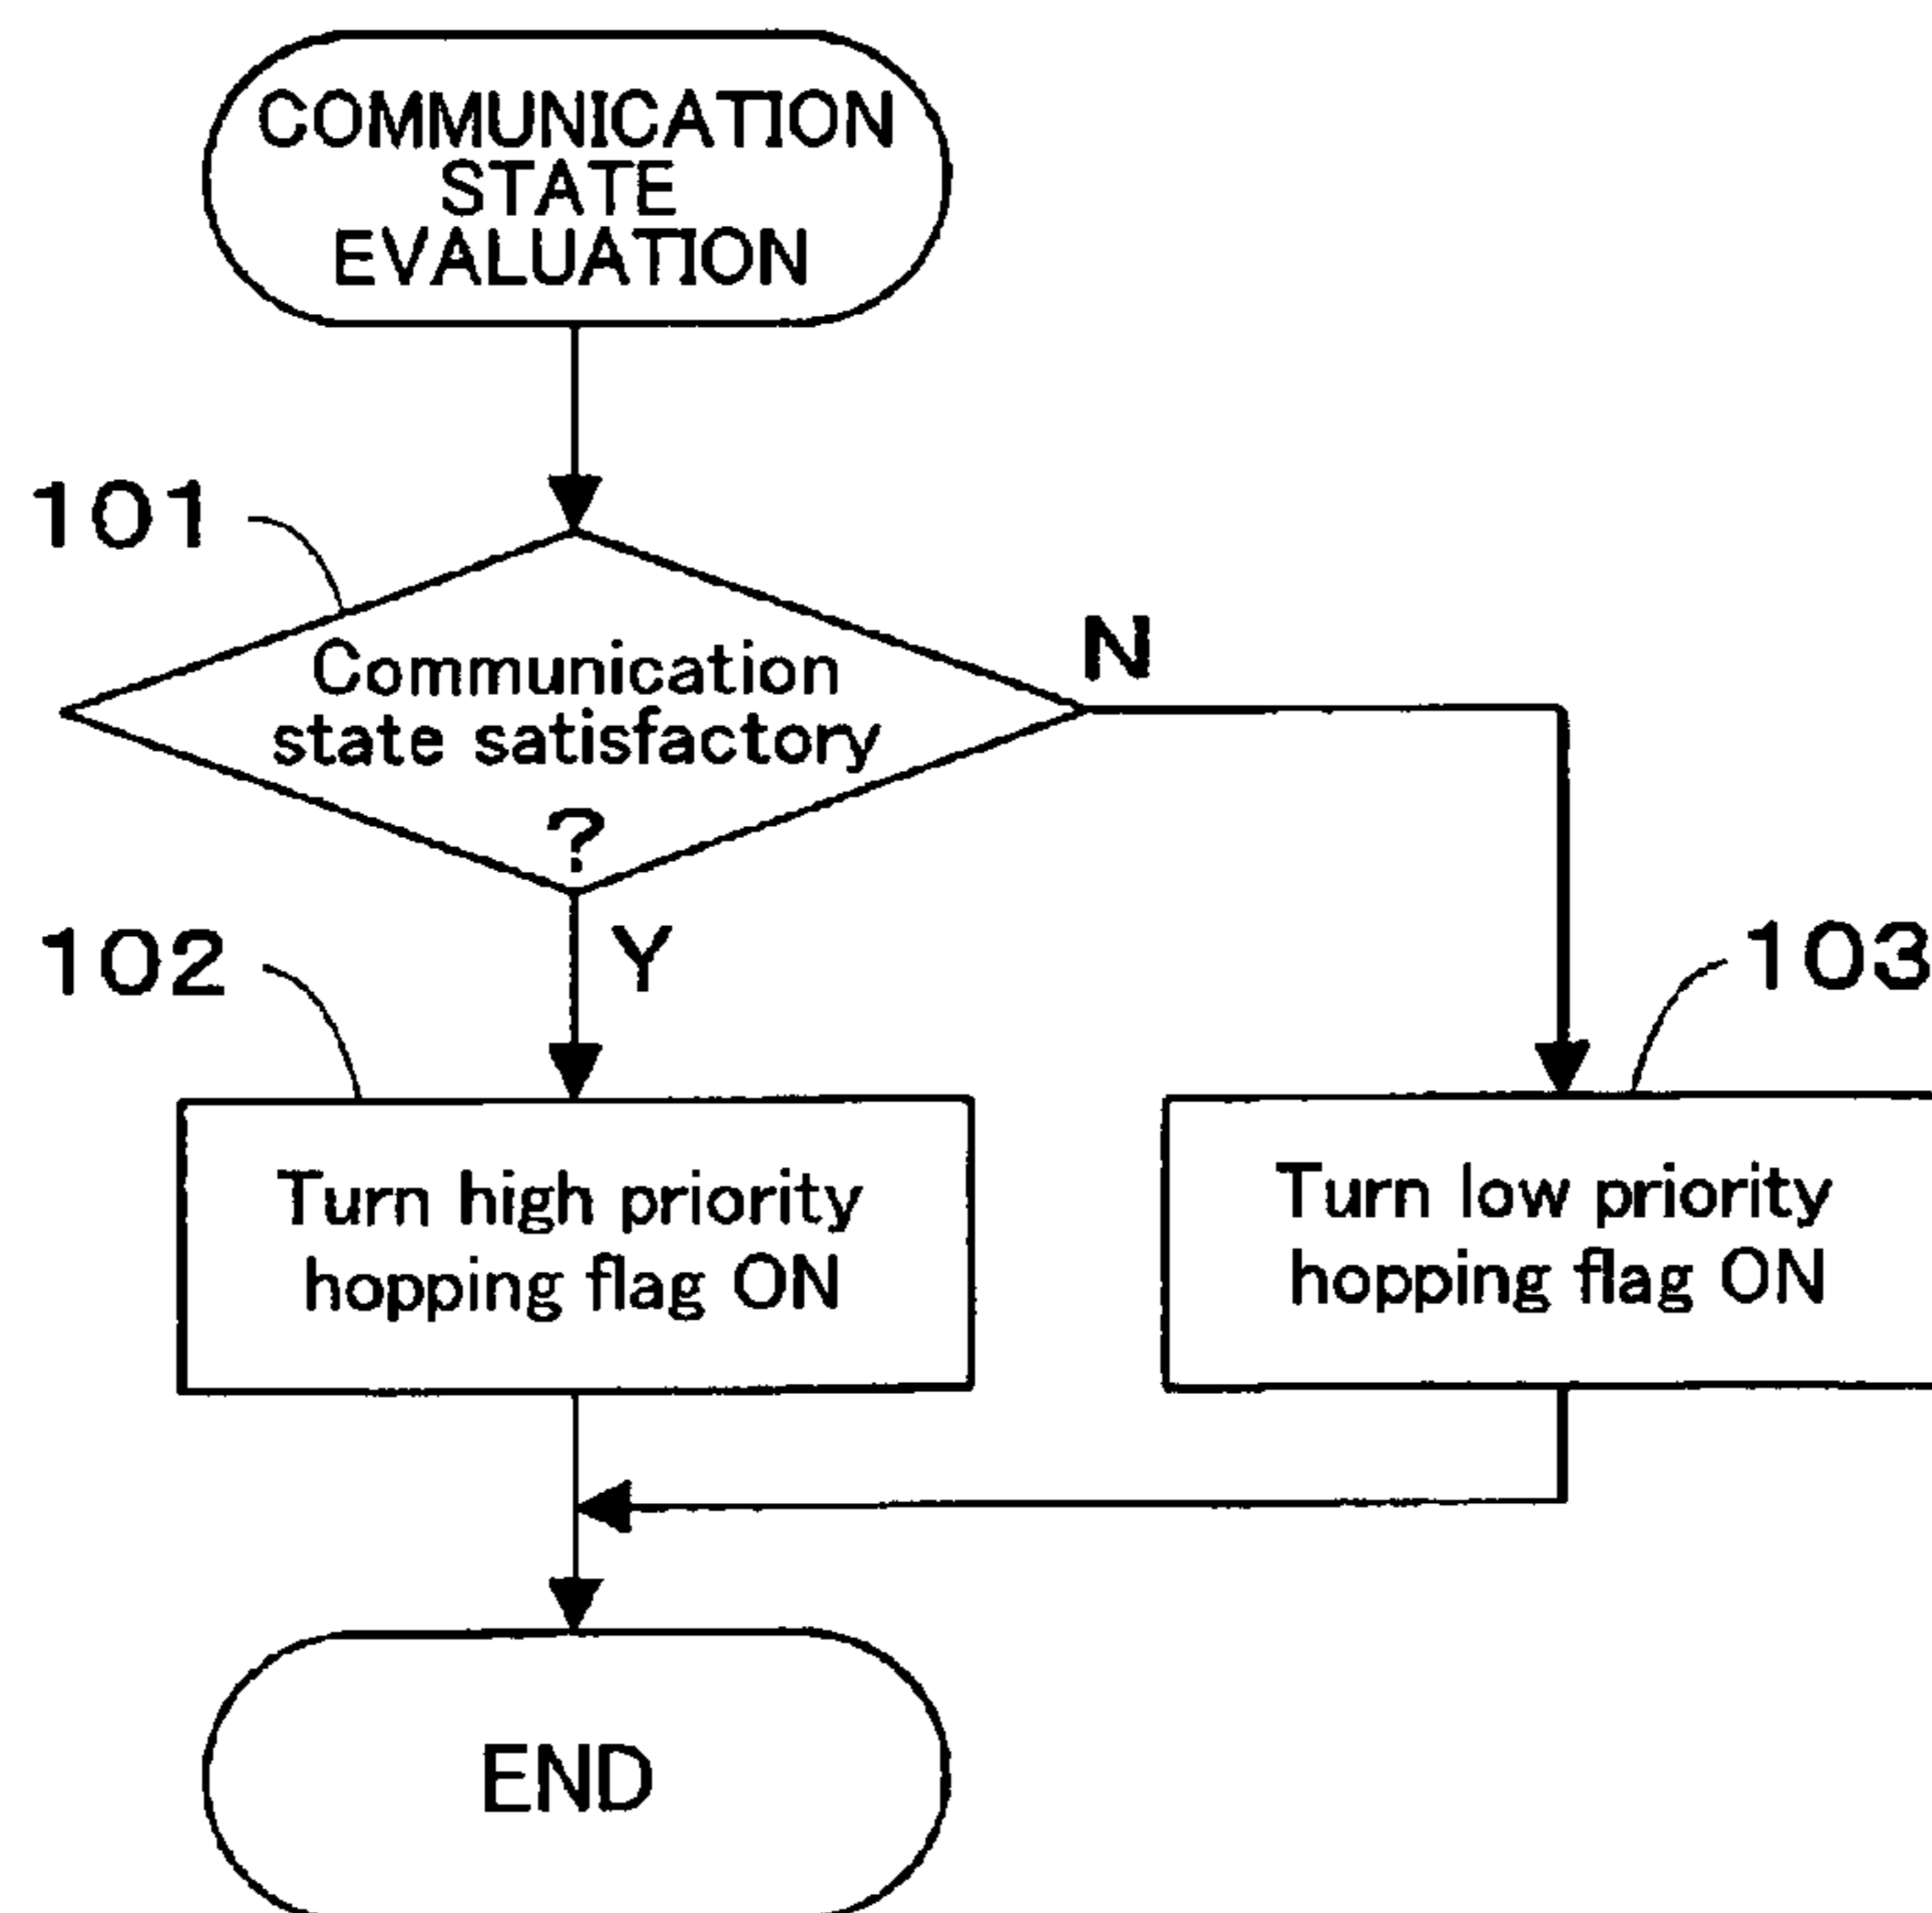 COMMUNICATION
STATE
EVALUATION
101
Communication
state satisfactory
?
N
Y
102
103
Turn high priority
hopping flag ON
Turn low priority
hopping flag ON
END